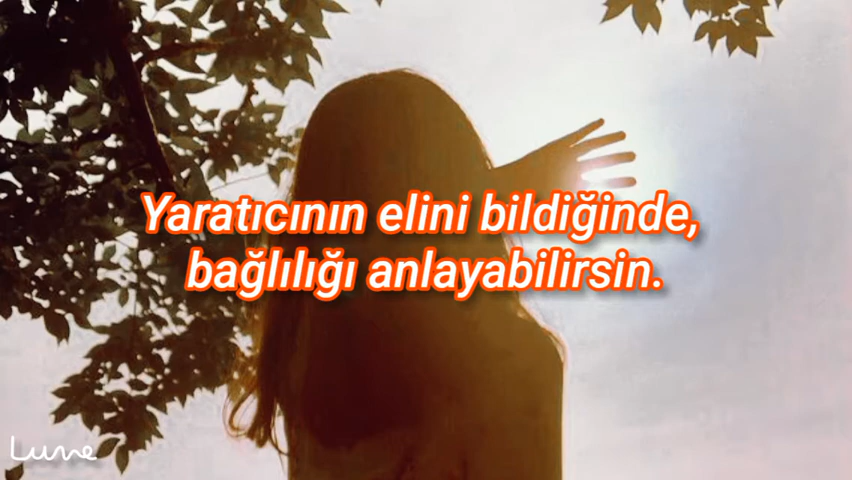 Yaratıcının elini bildiğinde,
bağlılığı anlayabilirsin.
Lune